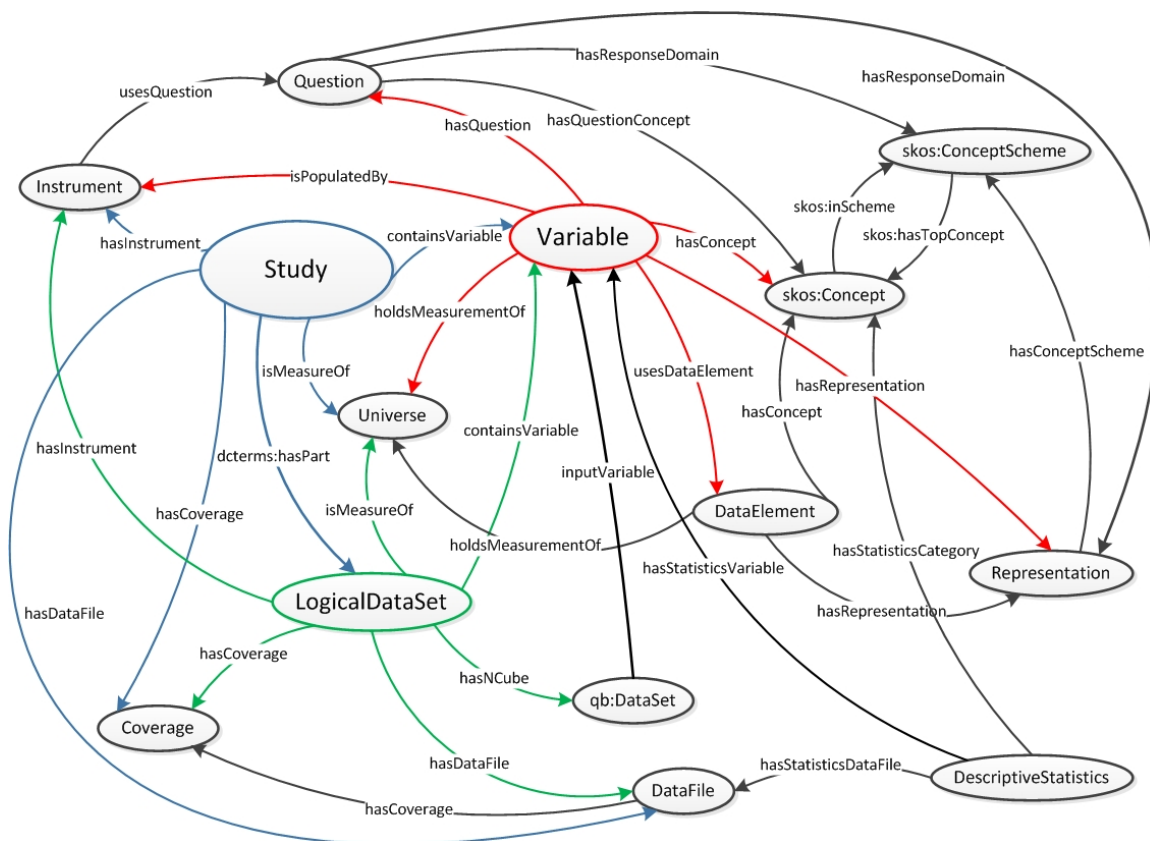 hasResponseDomain
hasResponseDomain
Question
usesQuestion
hasQuestion
hasQuestionConcept
skos:ConceptScheme
isPopulatedBy
Instrument
skos:inScheme
hasInstrument
containsVariable
Variable
hasConcept
skos:hasTopConcept
Study
skos:Concept
holdsMeasurementOf
hasConceptScheme
isMeasureOf
usesDataElement
hasRepresentation
Universe
hasConcept
hasInstrument
containsVariable
dcterms:hasPart
inputVariable
hasCoverage
isMeasureOf
DataElement
holdsMeasurementOf
hasStatisticsCategory
hasStatisticsVariable
Representation
LogicalDataSet
hasDataFile
hasRepresentation
hasCoverage
hasNCube
qb:DataSet
Coverage
hasDataFile
hasStatisticsDataFile
DescriptiveStatistics
DataFile
hasCoverage